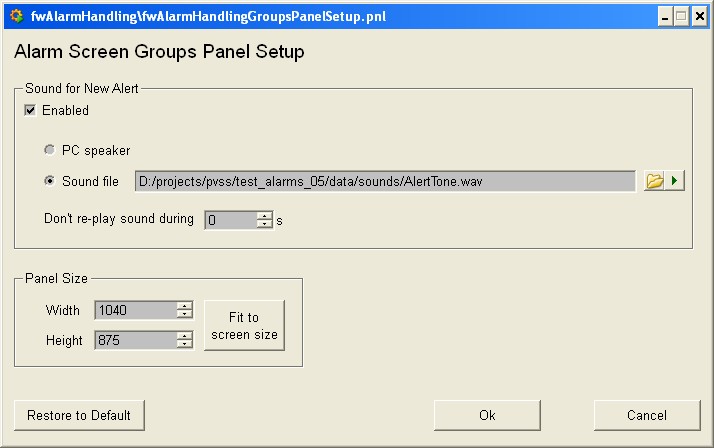 fwAlarmHandling\fwAlarmHandlingGroupsPanelSetup.pnl
Alarm Screen Groups Panel Setup
Sound for New Alert
Enabled
PC speaker
Sound file D:/projects/pvss/test_alarms_05/data/sounds/AlertTone.wav
Don't re-play sound during 0 s
Panel Size
Width 1040
Height 875
Fit to
screen size
Restore to Default Ok Cancel